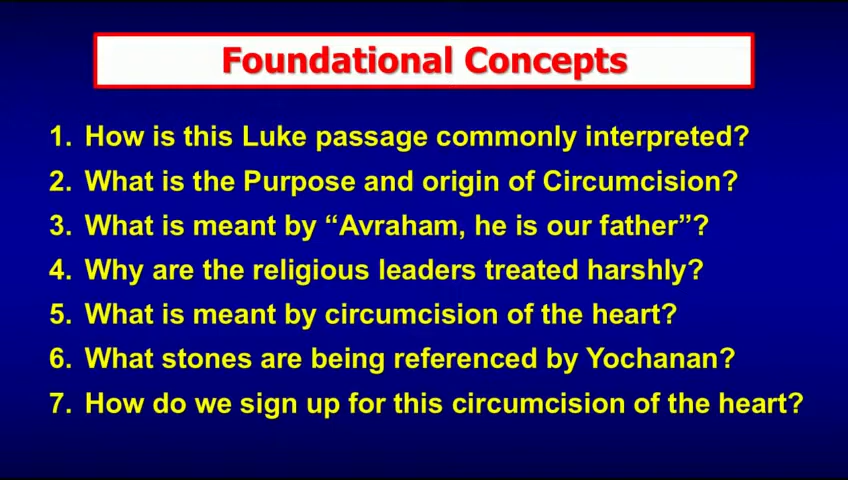 Foundational Concepts
1. How is this Luke passage commonly interpreted?
2. What is the Purpose and origin of Circumcision?
3. What is meant by “Avraham, he is our father”?
4. Why are the religious leaders treated harshly?
5. What is meant by circumcision of the heart?
6. What stones are being referenced by Yochanan?
7. How do we sign up for this circumcision of the heart?